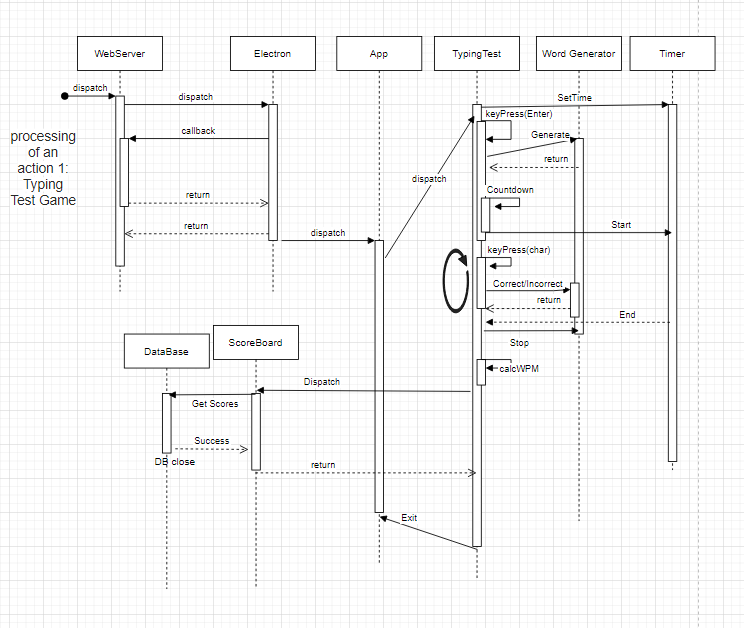 WebServer
Electron
App
TypingTest
Word Generator
Timer
dispatch
dispatch
SetTime
keyPress(Enter)
callback
Generate
processing
of an
action 1:
Typing
Test Game
return
dispatch
Countdown
return
return
dispatch
Start
keyPress(char)
Correct/Incorrect
return
End
Stop
DataBase
ScoreBoard
calcWPM
Dispatch
Get Scores
Success
DB close
return
Exit